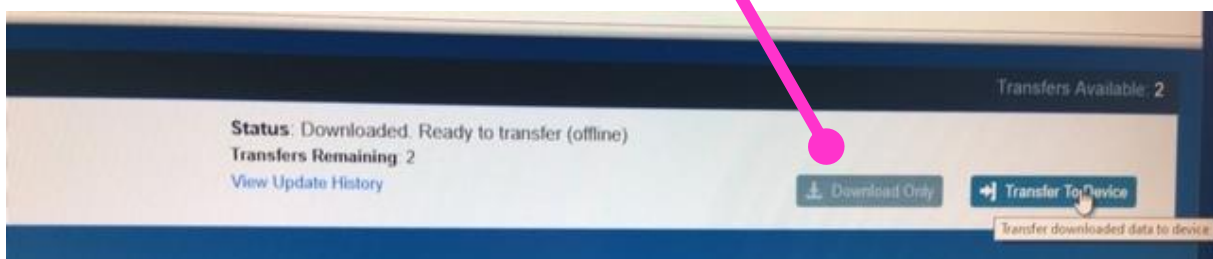 Transfers Available: 2
Status: Downloaded. Ready to transfer (offline)
Transfers Remaining: 2
View Update History
Download Only
Transfer To Device
Transfer downloaded data to device